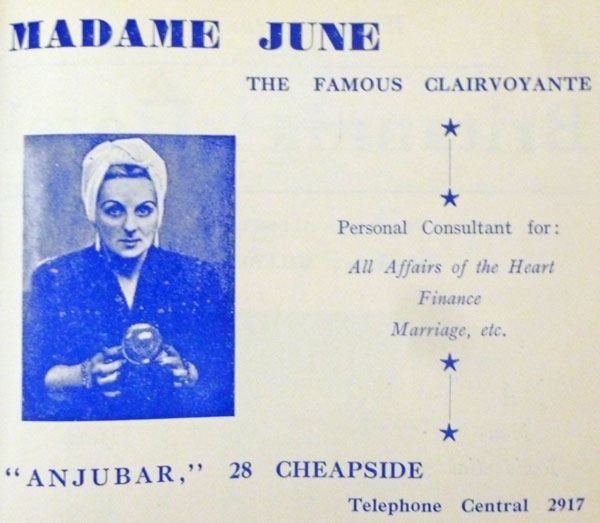 MADAME JUNE
THE FAMOUS CLAIRVOYANTE
Personal Consultant for:
All Affairs of the Heart
Finance
Marriage, etc.
"ANJUBAR," 28 CHEAPSIDE
Telephone Central 2917